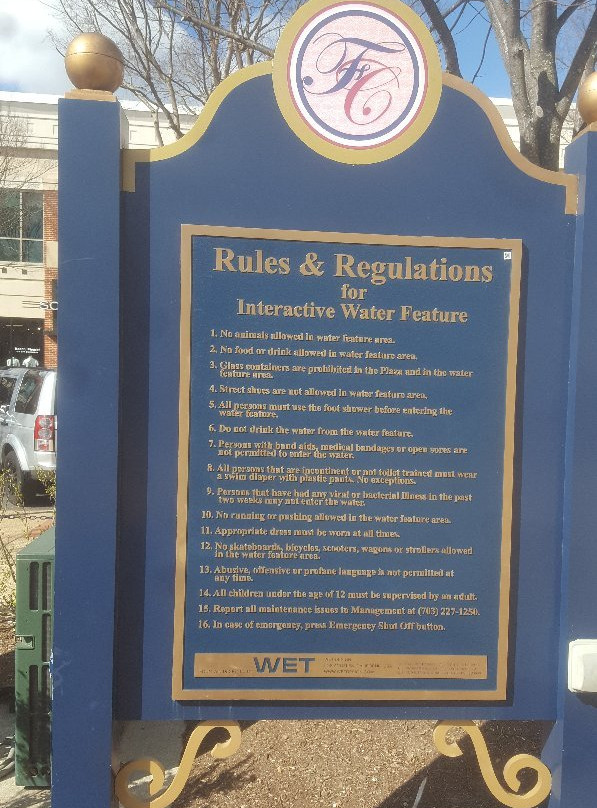 FC
Rules & Regulations
for
Interactive Water Feature
1. No animals allowed in water feature area.
2. No food or drink allowed in water feature area.
3. Glass containers are prohibited in the Plaza and in the water
feature area.
4. Street shoes are not allowed in water feature area.
5. All persons must use the foot shower before entering the
water feature.
6. Do not drink the water from the water feature.
7. Persons with band aids, medical bandages or open sores are
not permitted to enter the water.
8. All persons that are incontinent or not toilet trained must wear
a swim diaper with plastic pants. No exceptions.
9. Persons that have had any viral or bacterial illness in the past
two weeks may not enter the water.
10. No running or pushing allowed in the water feature area.
11. Appropriate dress must be worn at all times.
12. No skateboards, bicycles, scooters, wagons or strollers allowed
in the water feature area.
13. Abusive, offensive or profane language is not permitted at
any time.
14. All children under the age of 12 must be supervised by an adult.
15. Report all maintenance issues to Management at (703) 227-1250.
16. In case of emergency, press Emergency Shut Off button.
WET